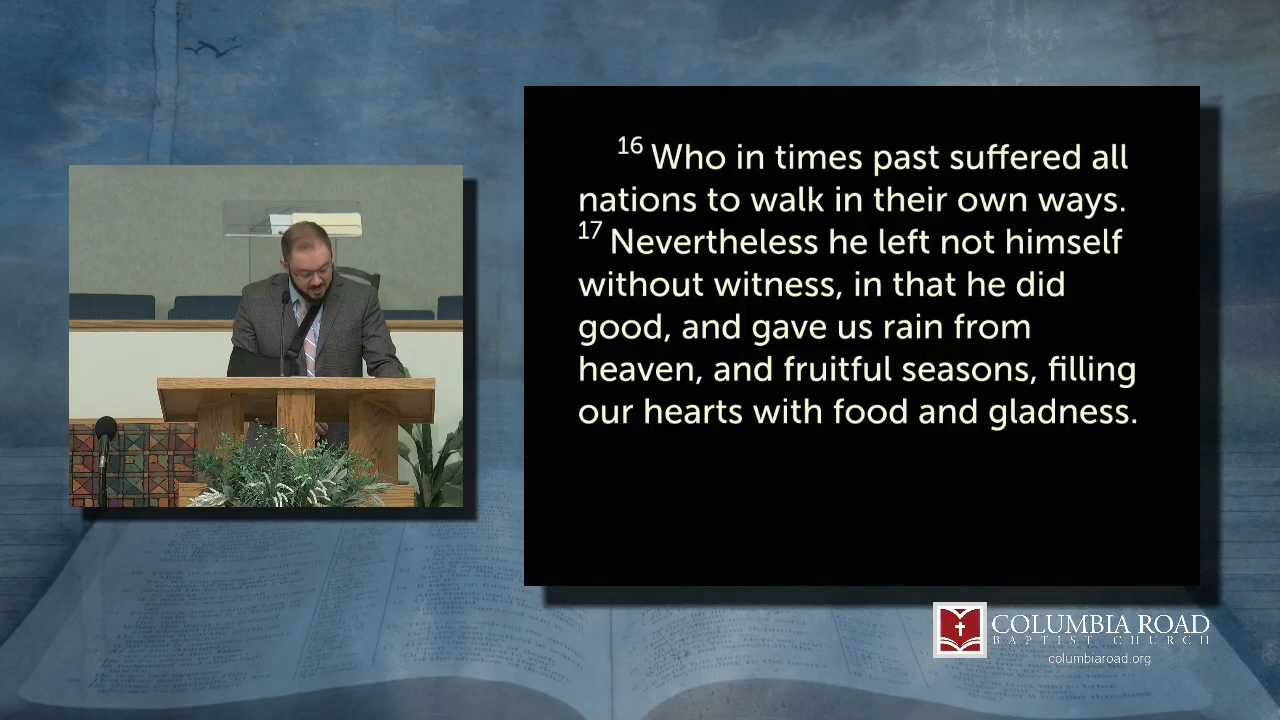 16 Who in times past suffered all
nations to walk in their own ways.
17 Nevertheless he left not himself
without witness, in that he did
good, and gave us rain from
heaven, and fruitful seasons, filling
our hearts with food and gladness.
COLUMBIA ROAD
BAPTIST CHURCH
columbiaroad.org